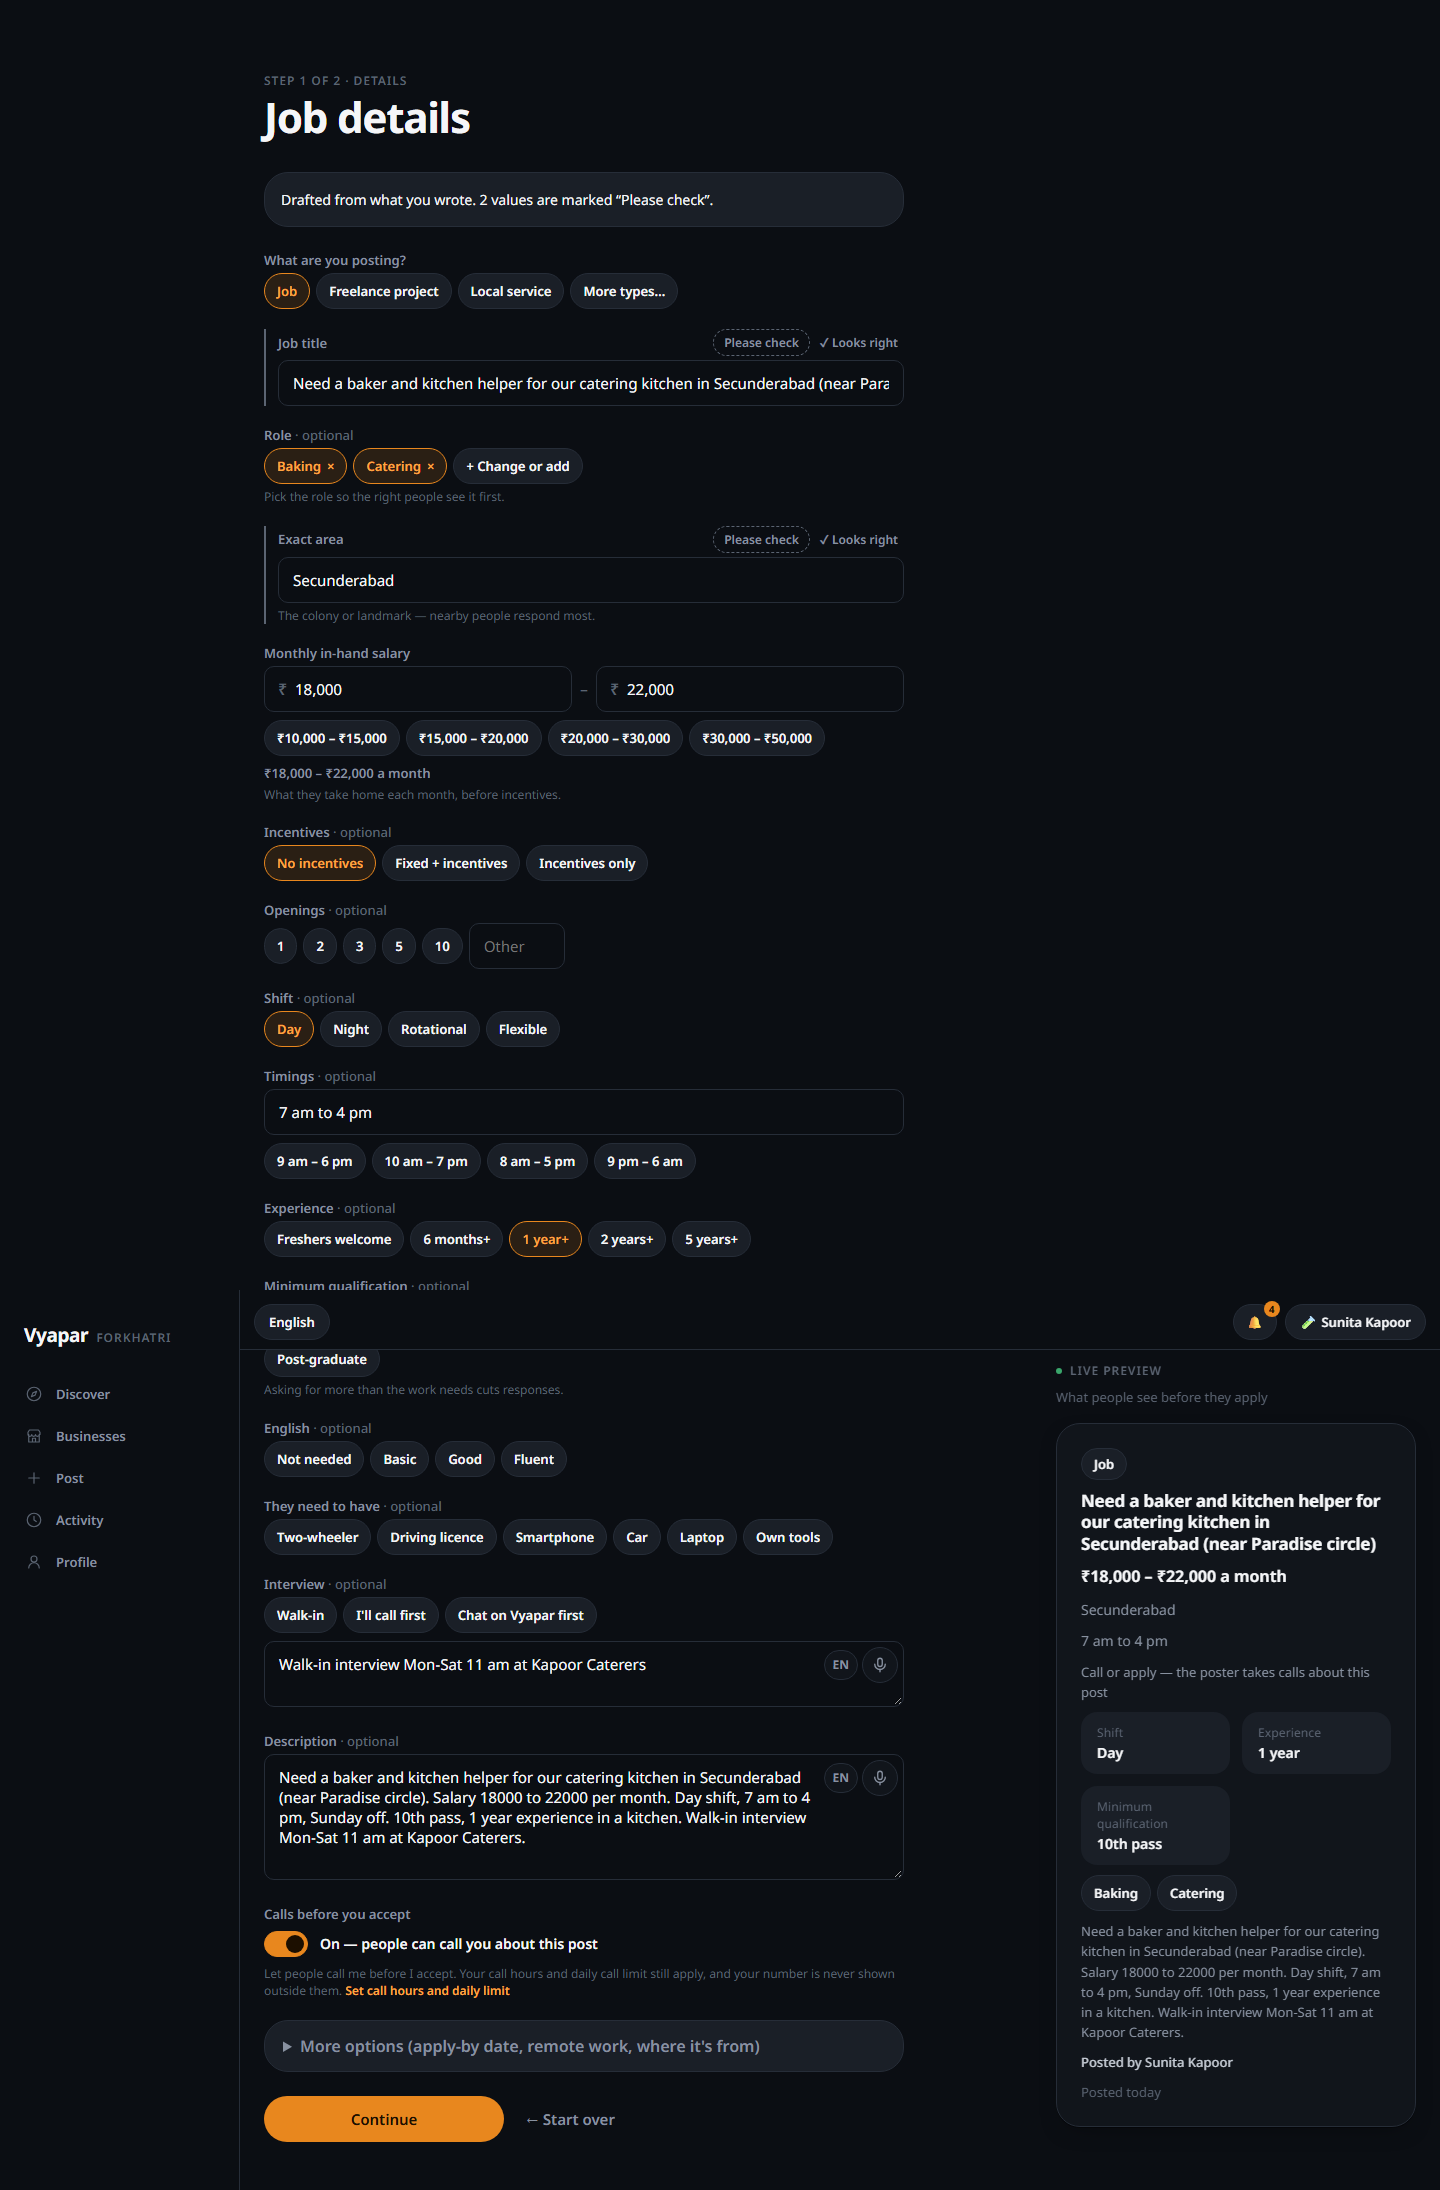 STEP 1 OF 2 · DETAILS
Job details
Drafted from what you wrote. 2 values are marked “Please check”.
What are you posting?
Job
Freelance project
Local service
More types...
Job title
Please check
✓ Looks right
Need a baker and kitchen helper for our catering kitchen in Secunderabad (near Para
Role · optional
Baking ×
Catering ×
+ Change or add
Pick the role so the right people see it first.
Exact area
Please check
✓ Looks right
Secunderabad
The colony or landmark — nearby people respond most.
Monthly in-hand salary
₹ 18,000
–
₹ 22,000
₹10,000 – ₹15,000
₹15,000 – ₹20,000
₹20,000 – ₹30,000
₹30,000 – ₹50,000
₹18,000 – ₹22,000 a month
What they take home each month, before incentives.
Incentives · optional
No incentives
Fixed + incentives
Incentives only
Openings · optional
1
2
3
5
10
Other
Shift · optional
Day
Night
Rotational
Flexible
Timings · optional
7 am to 4 pm
9 am – 6 pm
10 am – 7 pm
8 am – 5 pm
9 pm – 6 am
Experience · optional
Freshers welcome
6 months+
1 year+
2 years+
5 years+
Minimum qualification · optional
Vyapar FORKHATRI
Discover
Businesses
Post
Activity
Profile
English
4
Sunita Kapoor
Post-graduate
Asking for more than the work needs cuts responses.
English · optional
Not needed
Basic
Good
Fluent
They need to have · optional
Two-wheeler
Driving licence
Smartphone
Car
Laptop
Own tools
Interview · optional
Walk-in
I'll call first
Chat on Vyapar first
Walk-in interview Mon-Sat 11 am at Kapoor Caterers
EN
Description · optional
Need a baker and kitchen helper for our catering kitchen in Secunderabad
(near Paradise circle). Salary 18000 to 22000 per month. Day shift, 7 am to 4
pm, Sunday off. 10th pass, 1 year experience in a kitchen. Walk-in interview
Mon-Sat 11 am at Kapoor Caterers.
EN
Calls before you accept
On — people can call you about this post
Let people call me before I accept. Your call hours and daily call limit still apply, and your number is never shown
outside them. Set call hours and daily limit
More options (apply-by date, remote work, where it's from)
Continue
← Start over
LIVE PREVIEW
What people see before they apply
Job
Need a baker and kitchen helper for
our catering kitchen in
Secunderabad (near Paradise circle)
₹18,000 – ₹22,000 a month
Secunderabad
7 am to 4 pm
Call or apply — the poster takes calls about this
post
Shift
Day
Experience
1 year
Minimum
qualification
10th pass
Baking
Catering
Need a baker and kitchen helper for our catering
kitchen in Secunderabad (near Paradise circle).
Salary 18000 to 22000 per month. Day shift, 7 am
to 4 pm, Sunday off. 10th pass, 1 year experience
in a kitchen. Walk-in interview Mon-Sat 11 am at
Kapoor Caterers.
Posted by Sunita Kapoor
Posted today